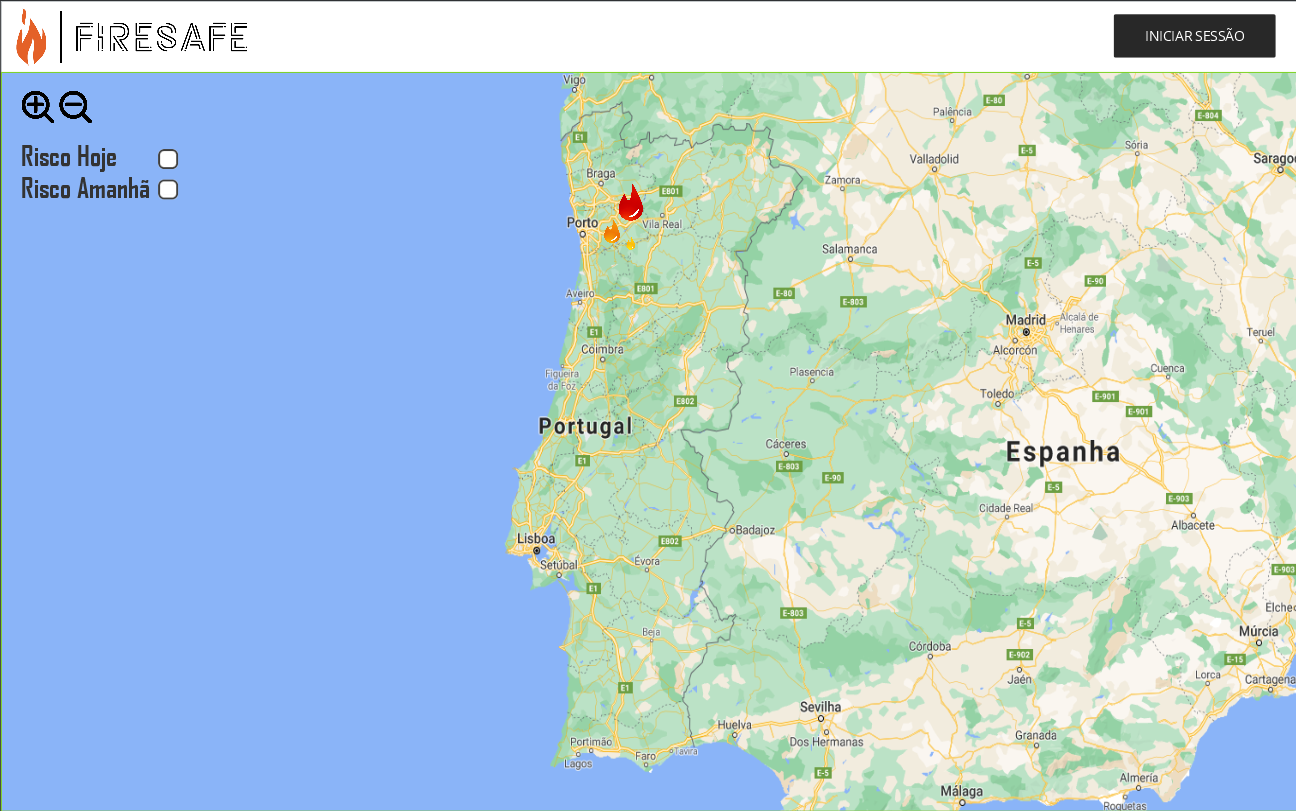 FIRESAFE
INICIAR SESSÃO
Risco Hoje
Risco Amanhã
Vigo
E-80
Palência
E-804
E1
E-5
Sória
Valladolid
Sarago
Braga
E801
Zamora
Porto
Vila Real
Salamanca
E-5
E-90
Aveiro
E801
E-80
E-803
Madrid
Alcalá de
Henares
E1
Teruel
Coimbra
Alcorcón
Figueira
da Foz
Plasencia
Cuenca
Toledo
E802
E-901
E-901
Portugal
Cáceres
Espanha
E1
E-803
E-90
E-5
E-903
Cidade Real
Albacete
Lisboa
Badajoz
E802
Setúbal
Évora
E-903
E1
E-803
Elche
E-5
Beja
Múrcia
Córdoba
E-902
E-15
Jaén
Lorca
Cartagena
E1
Sevilha
Huelva
Dos Hermanas
Granada
Portimão
Faro
Tavira
Lagos
E-5
Almería
Málaga
Roquetas